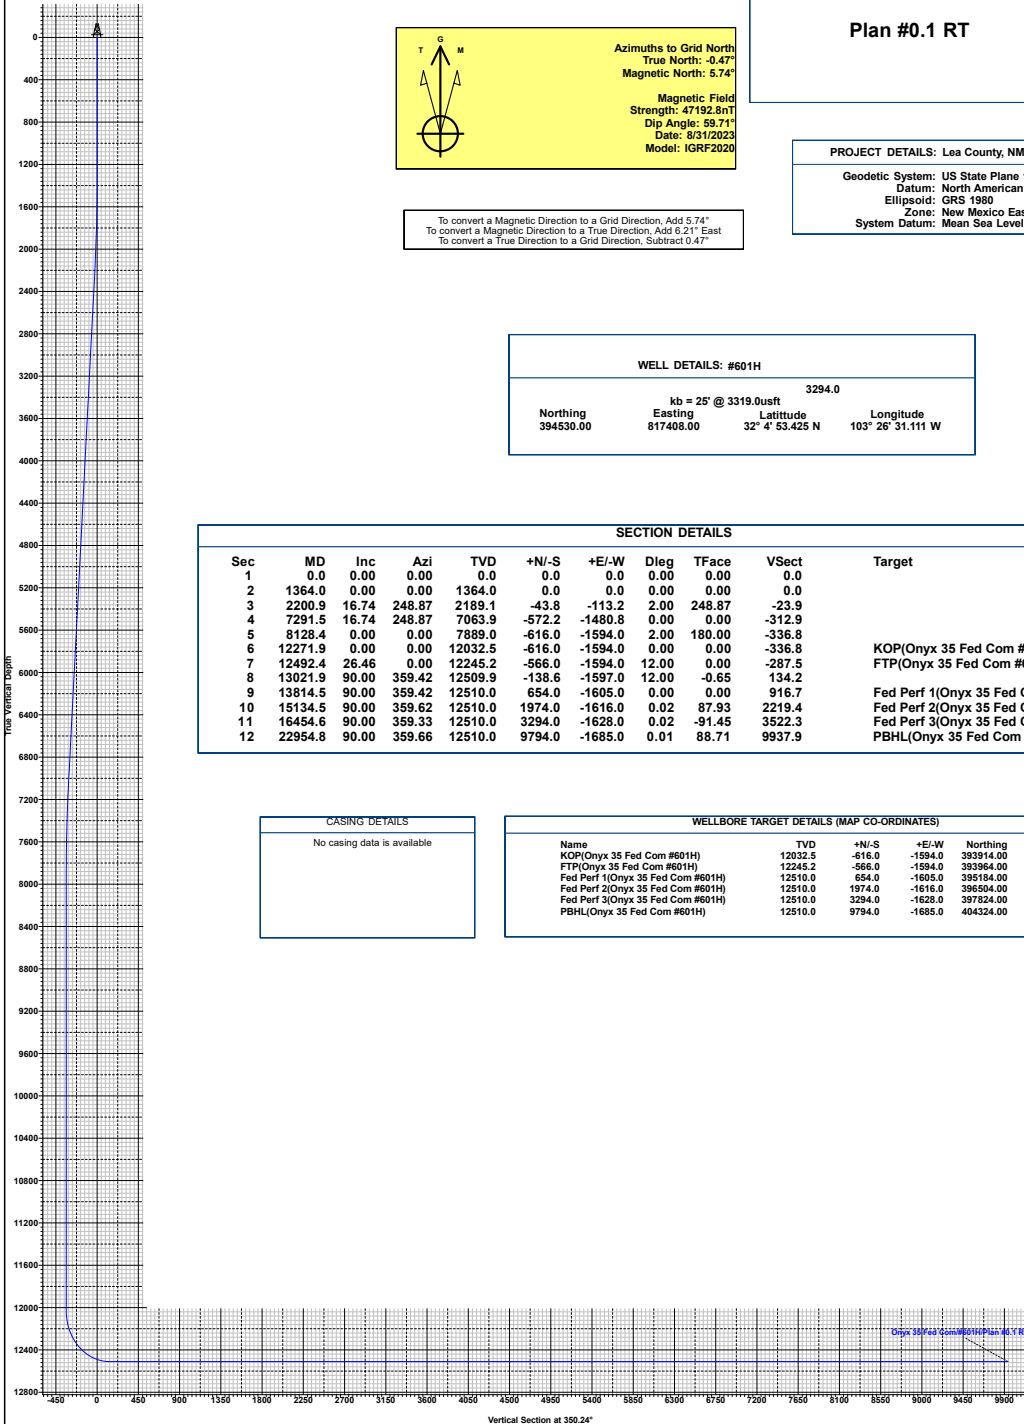 Plan #0.1 RT
G
T M
Azimuths to Grid North
True North: -0.47°
Magnetic North: 5.74°
Magnetic Field
Strength: 47192.8nT
Dip Angle: 59.71°
Date: 8/31/2023
Model: IGRF2020
PROJECT DETAILS: Lea County, NM
Geodetic System: US State Plane
Datum: North American
Ellipsoid: GRS 1980
Zone: New Mexico Eas
System Datum: Mean Sea Level
To convert a Magnetic Direction to a Grid Direction, Add 5.74°
To convert a Magnetic Direction to a True Direction, Add 6.21° East
To convert a True Direction to a Grid Direction, Subtract 0.47°
WELL DETAILS: #601H
3294.0
kb = 25' @ 3319.0usft
Northing Easting Latittude Longitude
394530.00 817408.00 32° 4' 53.425 N 103° 26' 31.111 W
SECTION DETAILS
Sec MD Inc Azi TVD +N/-S +E/-W Dleg TFace VSect Target
1 0.0 0.00 0.00 0.0 0.0 0.0 0.00 0.00 0.0
2 1364.0 0.00 0.00 1364.0 0.0 0.0 0.00 0.00 0.0
3 2200.9 16.74 248.87 2189.1 -43.8 -113.2 2.00 248.87 -23.9
4 7291.5 16.74 248.87 7063.9 -572.2 -1480.8 0.00 0.00 -312.9
5 8128.4 0.00 0.00 7889.0 -616.0 -1594.0 2.00 180.00 -336.8
6 12271.9 0.00 0.00 12032.5 -616.0 -1594.0 0.00 0.00 -336.8 KOP(Onyx 35 Fed Com #
7 12492.4 26.46 0.00 12245.2 -566.0 -1594.0 12.00 0.00 -287.5 FTP(Onyx 35 Fed Com #6
8 13021.9 90.00 359.42 12509.9 -138.6 -1597.0 12.00 -0.65 134.2
9 13814.5 90.00 359.42 12510.0 654.0 -1605.0 0.00 0.00 916.7 Fed Perf 1(Onyx 35 Fed C
10 15134.5 90.00 359.62 12510.0 1974.0 -1616.0 0.02 87.93 2219.4 Fed Perf 2(Onyx 35 Fed C
11 16454.6 90.00 359.33 12510.0 3294.0 -1628.0 0.02 -91.45 3522.3 Fed Perf 3(Onyx 35 Fed C
12 22954.8 90.00 359.66 12510.0 9794.0 -1685.0 0.01 88.71 9937.9 PBHL(Onyx 35 Fed Com
CASING DETAILS
No casing data is available
WELLBORE TARGET DETAILS (MAP CO-ORDINATES)
Name TVD +N/-S +E/-W Northing
KOP(Onyx 35 Fed Com #601H) 12032.5 -616.0 -1594.0 393914.00
FTP(Onyx 35 Fed Com #601H) 12245.2 -566.0 -1594.0 393964.00
Fed Perf 1(Onyx 35 Fed Com #601H) 12510.0 654.0 -1605.0 395184.00
Fed Perf 2(Onyx 35 Fed Com #601H) 12510.0 1974.0 -1616.0 396504.00
Fed Perf 3(Onyx 35 Fed Com #601H) 12510.0 3294.0 -1628.0 397824.00
PBHL(Onyx 35 Fed Com #601H) 12510.0 9794.0 -1685.0 404324.00
True Vertical Depth
0
400
800
1200
1600
2000
2400
2800
3200
3600
4000
4400
4800
5200
5600
6000
6400
6800
7200
7600
8000
8400
8800
9200
9600
10000
10400
10800
11200
11600
12000
12400
12800
Onyx 35 Fed Com/#601H/Plan #0.1 R
-450 0 450 900 1350 1800 2250 2700 3150 3600 4050 4500 4950 5400 5850 6300 6750 7200 7650 8100 8550 9000 9450 9900
Vertical Section at 350.24°